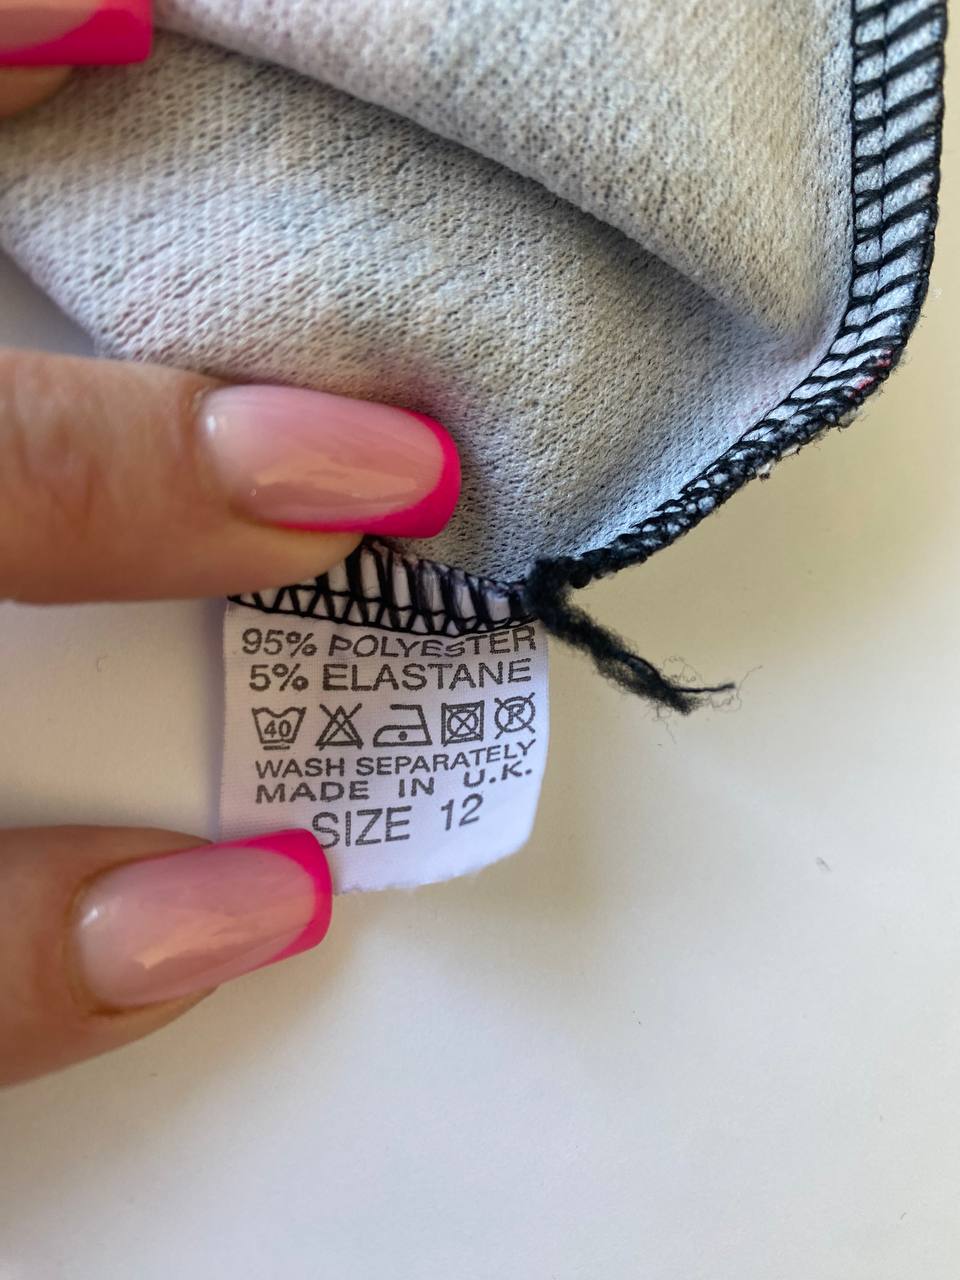 95% POLYESTER
5% ELASTANE
40 P
WASH SEPARATELY
MADE IN U.K.
SIZE 12